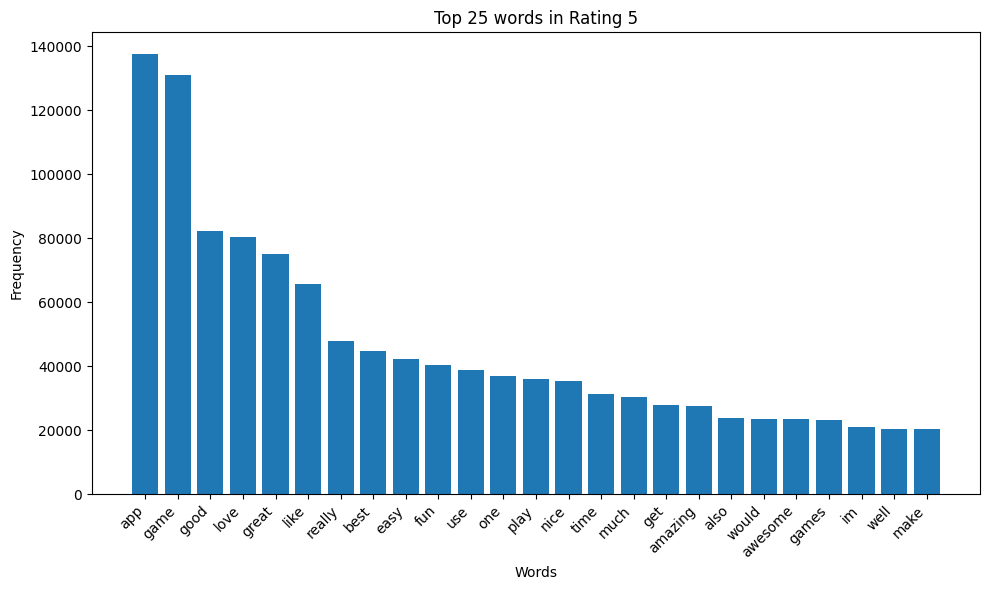 Top 25 words in Rating 5
Frequency
140000
120000
100000
80000
60000
40000
20000
0
app
game
good
love
great
like
really
best
easy
fun
use
one
play
nice
time
much
get
amazing
also
would
awesome
games
im
well
make
Words